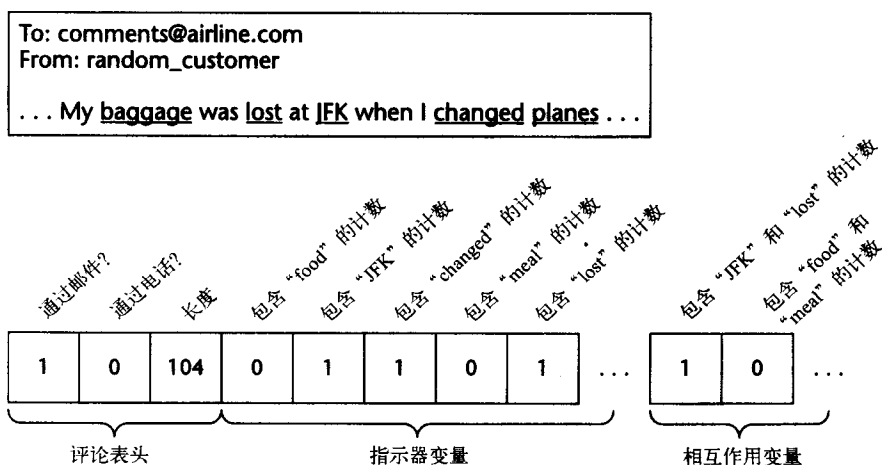 To: comments@airline.com
From: random_customer
. . . My baggage was lost at JFK when I changed planes . . .
通过邮件?
通过电话?
长度
包含“food”的计数
包含“JFK”的计数
包含“changed”的计数
包含“meal”的计数
包含“lost”的计数
包含“JFK”和“lost”的计数
包含“food”和
“meal”的计数
1 0 104 0 1 1 0 1 . . . 1 0 . . .
评论表头 指示器变量 相互作用变量